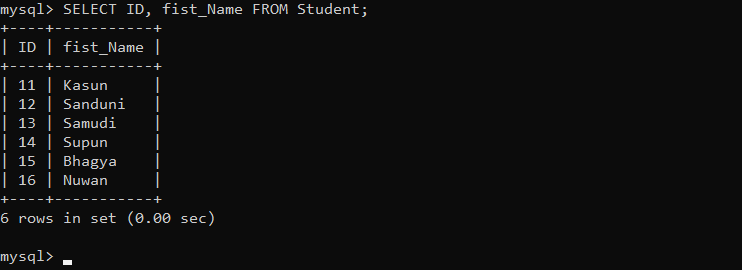 mysql> SELECT ID, fist_Name FROM Student;
+----+-----------+
| ID | fist_Name |
+----+-----------+
| 11 | Kasun     |
| 12 | Sanduni   |
| 13 | Samudi    |
| 14 | Supun     |
| 15 | Bhagya    |
| 16 | Nuwan     |
+----+-----------+
6 rows in set (0.00 sec)
mysql> _